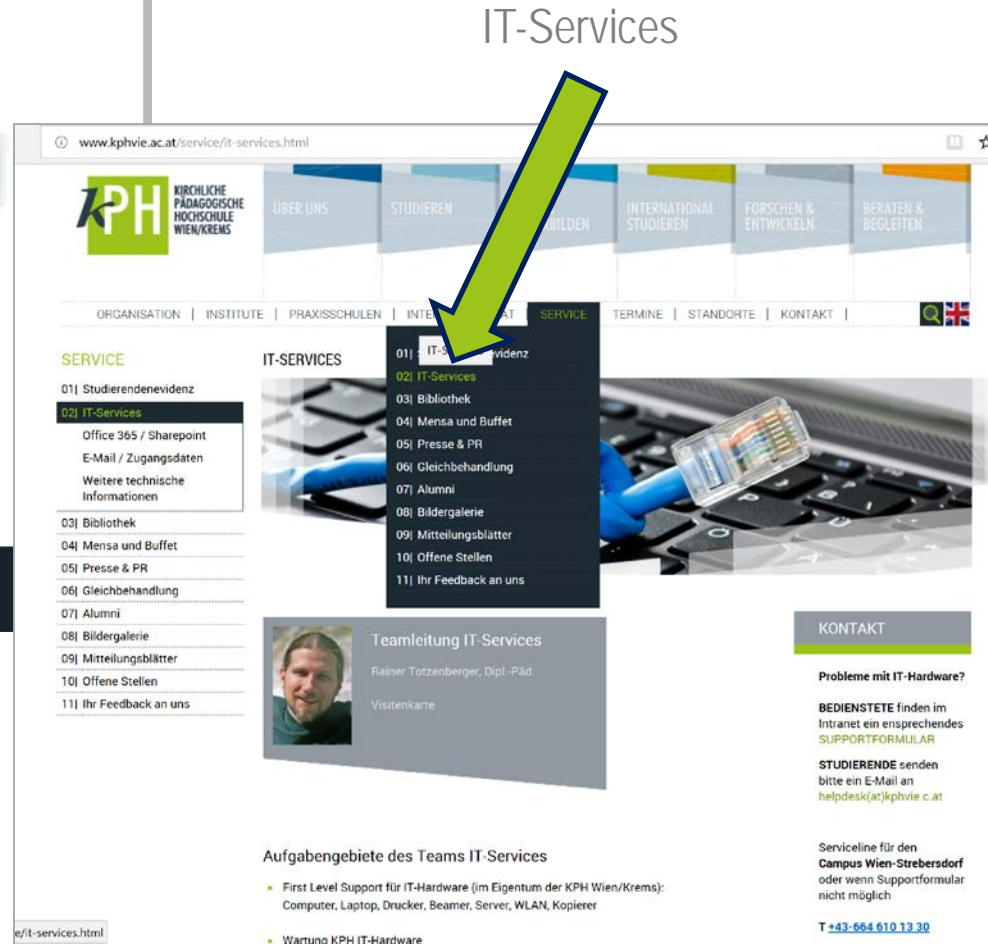 IT-Services
www.kphvie.ac.at/service/it-services.html
kPH
KIRCHLICHE
PÄDAGOGISCHE
HOCHSCHULE
WIEN/KREMS
ÜBER UNS
STUDIEREN
INTERNATIONAL
STUDIEREN
FORSCHEN &
ENTWICKELN
BERATEN &
BEGLEITEN
ORGANISATION | INSTITUTE | PRAXISSCHULEN | SERVICE TERMINE | STANDORTE | KONTAKT |
SERVICE
01| Studierendenevidenz
02| IT-Services
Office 365 / Sharepoint
E-Mail / Zugangsdaten
Weitere technische
Informationen
03| Bibliothek
04| Mensa und Buffet
05| Presse & PR
06| Gleichbehandlung
07| Alumni
08| Bildergalerie
09| Mitteilungsblätter
10| Offene Stellen
11| Ihr Feedback an uns
IT-SERVICES
01|
02| IT-Services
03| Bibliothek
04| Mensa und Buffet
05| Presse & PR
06| Gleichbehandlung
07| Alumni
08| Bildergalerie
09| Mitteilungsblätter
10| Offene Stellen
11| Ihr Feedback an uns
Teamleitung IT-Services
Rainer Totzenberger, Dipl.-Päd
Visitenkarte
Aufgabengebiete des Teams IT-Services
• First Level Support für IT-Hardware (im Eigentum der KPH Wien/Krems):
Computer, Laptop, Drucker, Beamer, Server, WLAN, Kopierer
• Wartung KPH IT-Hardware
KONTAKT
Probleme mit IT-Hardware?
BEDIENSTETE finden im
Intranet ein ensprechendes
SUPPORTFORMULAR
STUDIERENDE senden
bitte ein E-Mail an
helpdesk(at)kphvie.c.at
Serviceline für den
Campus Wien-Strebersdorf
oder wenn Supportformular
nicht möglich
T +43-664 610 13 30
e/it-services.html